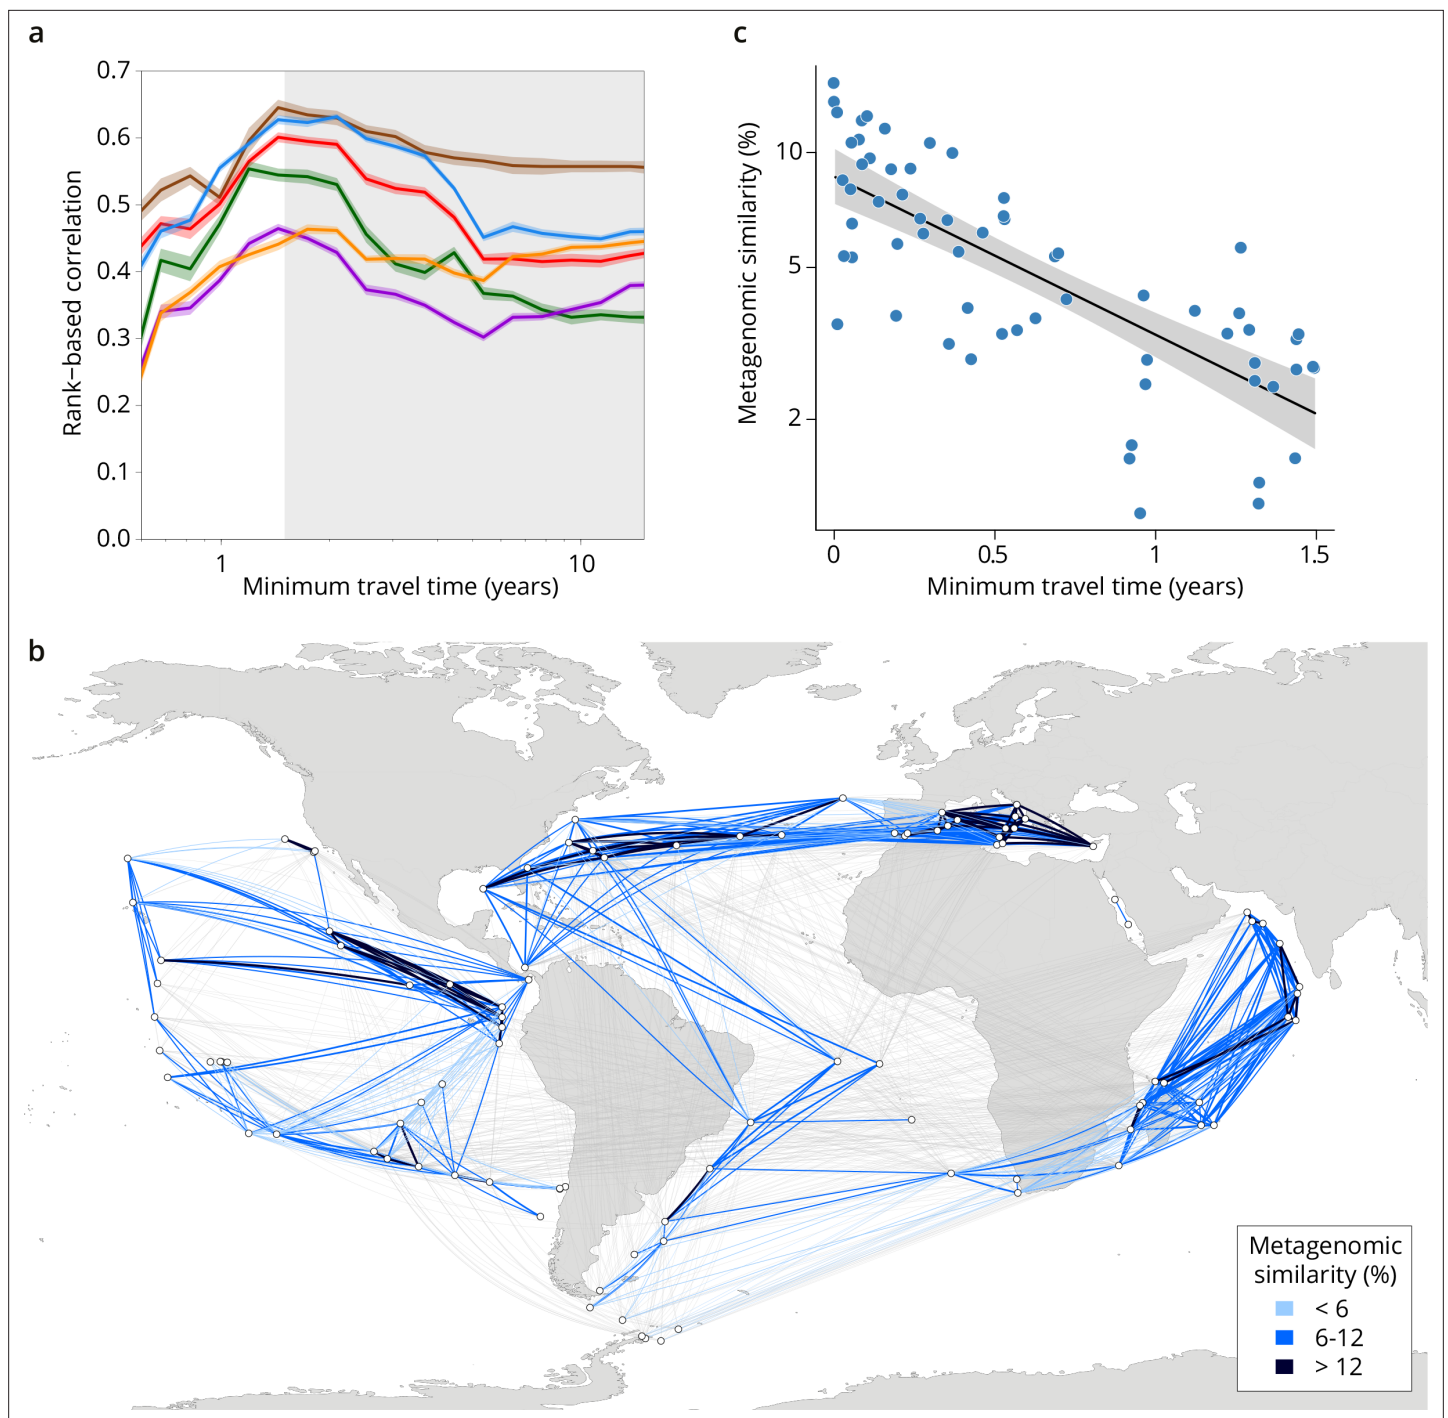 a
0.7
0.6
0.5
0.4
0.3
0.2
0.1
0.0
Rank−based correlation
1
10
Minimum travel time (years)
c
10
5
2
Metagenomic similarity (%)
0
0.5
1
1.5
Minimum travel time (years)
b
Metagenomic
similarity (%)
< 6
6-12
> 12